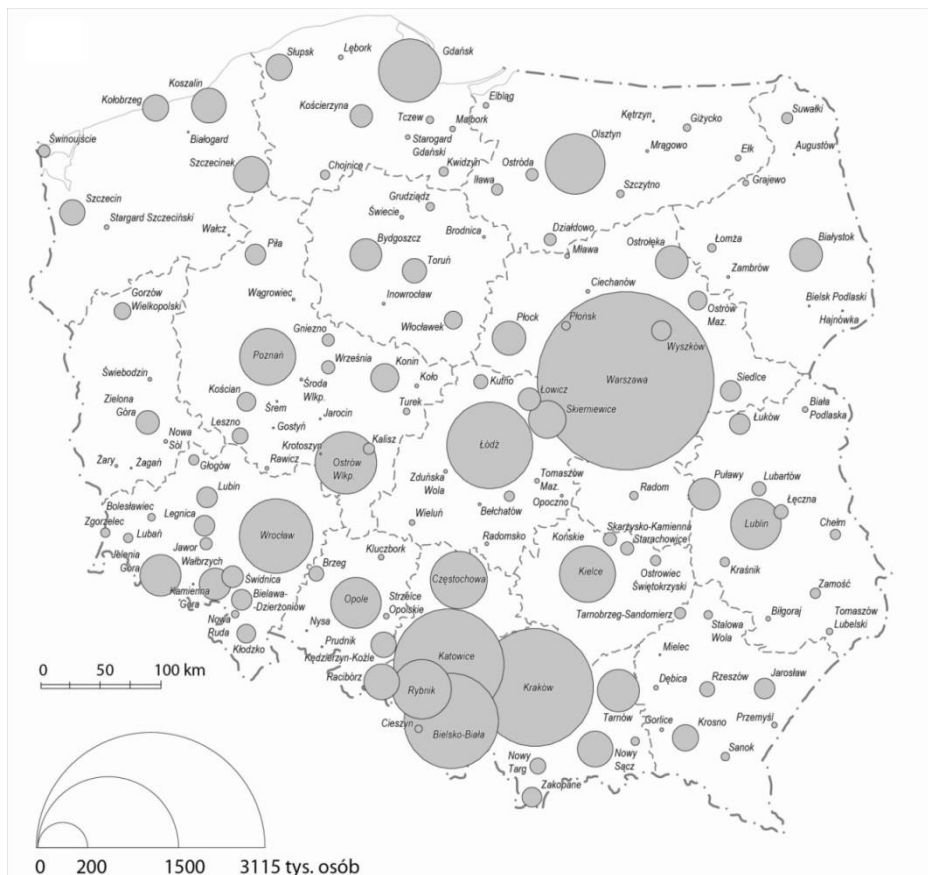 Słupsk
Lębork
Gdańsk
Koszalin
Kołobrzeg
Białogard
Kościerzyna
Tczew
Malbork
Starogard
Gdański
Elbląg
Kętrzyn
Giżycko
Suwałki
Olsztyn
Mrągowo
Augustów
Ełk
Świnoujście
Szczecinek
Chojnice
Kwidzyn
Ostróda
Iława
Szczytno
Grajewo
Szczecin
Stargard Szczeciński
Wałcz
Grudziądz
Świecie
Brodnica
Działdowo
Mława
Ostrołęka
Łomża
Białystok
Piła
Bydgoszcz
Toruń
Zambrów
Ciechanów
Wągrowiec
Inowrocław
Gorzów
Wielkopolski
Włocławek
Płock
Płońsk
Ostrów
Maz.
Bielsk Podlaski
Hajnówka
Gniezno
Wyszków
Poznań
Września
Konin
Świebodzin
Środa
Wlkp.
Koło
Kutno
Warszawa
Siedlce
Kościan
Śrem
Turek
Łowicz
Biała
Podlaska
Zielona
Góra
Jarocin
Skierniewice
Łuków
Leszno
Gostyń
Nowa
Sól
Krotoszyn
Kalisz
Łódź
Rawicz
Ostrów
Wlkp.
Żary
Żagań
Głogów
Zduńska
Wola
Tomaszów
Maz.
Opoczno
Puławy
Lubartów
Radom
Łęczna
Lubin
Bolesławiec
Zgorzelec
Legnica
Wrocław
Bełchatów
Wieluń
Lublin
Chełm
Lubań
Jawor
Radomsko
Końskie
Skarżysko-Kamienna
Starachowice
Jelenia
Góra
Wałbrzych
Kluczbork
Brzeg
Świdnica
Częstochowa
Kielce
Ostrowiec
Świętokrzyski
Kraśnik
Kamienna
Góra
Bielawa-
Dzierżoniów
Opole
Strzelce
Opolskie
Zamość
Nowa
Ruda
Nysa
Tarnobrzeg-Sandomierz
Stalowa
Wola
Biłgoraj
Tomaszów
Lubelski
Kłodzko
Prudnik
Kędzierzyn-Koźle
Katowice
Mielec
Racibórz
Rybnik
Kraków
Dębica
Rzeszów
Jarosław
Tarnów
Cieszyn
Bielsko-Biała
Gorlice
Krosno
Przemyśl
Nowy
Targ
Nowy
Sącz
Sanok
Zakopane
0 50 100 km
0 200 1500 3115 tys. osób